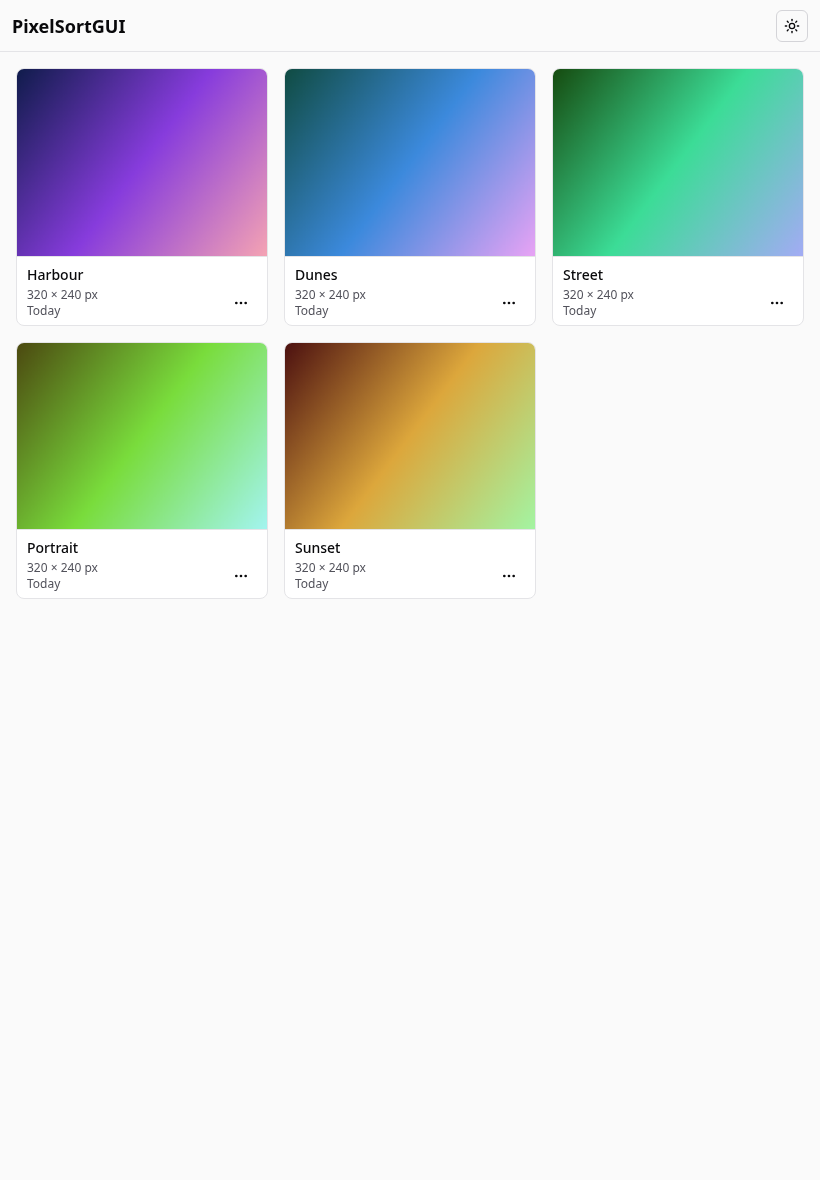 PixelSortGUI
Harbour
320 × 240 px
Today
Dunes
320 × 240 px
Today
Street
320 × 240 px
Today
Portrait
320 × 240 px
Today
Sunset
320 × 240 px
Today